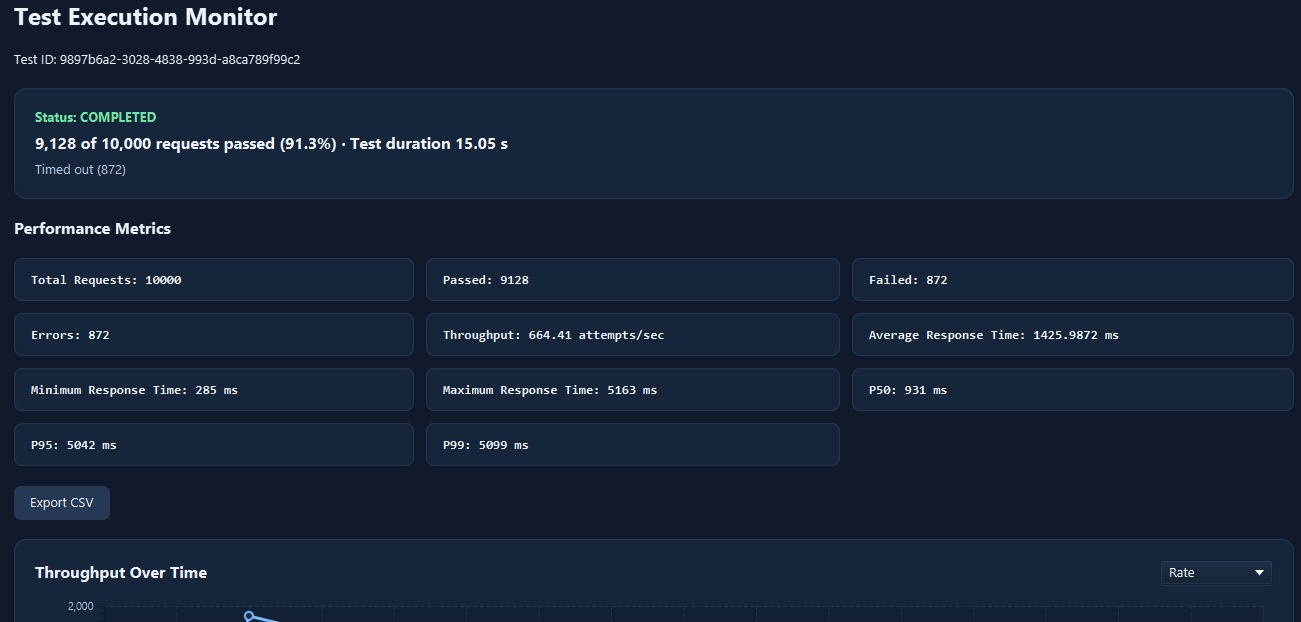 Test Execution Monitor
Test ID: 9897b6a2-3028-4838-993d-a8ca789f99c2
Status: COMPLETED
9,128 of 10,000 requests passed (91.3%) · Test duration 15.05 s
Timed out (872)
Performance Metrics
Total Requests: 10000
Passed: 9128
Failed: 872
Errors: 872
Throughput: 664.41 attempts/sec
Average Response Time: 1425.9872 ms
Minimum Response Time: 285 ms
Maximum Response Time: 5163 ms
P50: 931 ms
P95: 5042 ms
P99: 5099 ms
Export CSV
Throughput Over Time
Rate
2,000